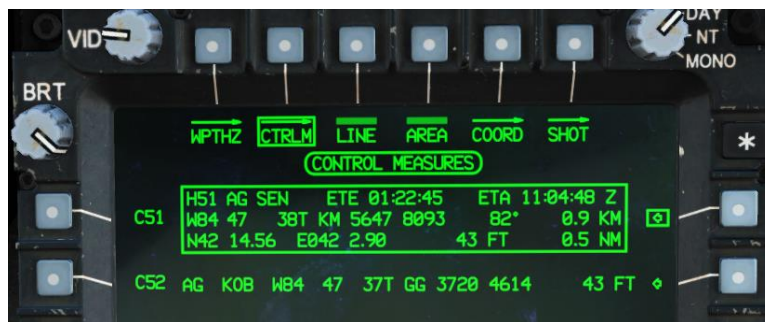 DAY
VID
NT
MONO
BRT
WPTHZ CTRLM LINE AREA COORD SHOT
*
CONTROL MEASURES
H51 AG SEN ETE 01:22:45 ETA 11:04:48 Z
C51 W84 47 38T KM 5647 8093 82° 0.9 KM
N42 14.56 E042 2.90 43 FT 0.5 NM
C52 AG KOB W84 47 37T GG 3720 4614 43 FT